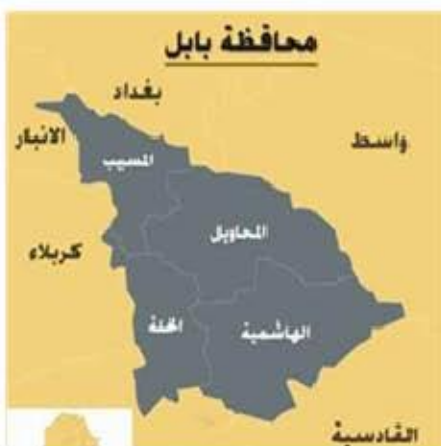 محافظة بابل
بغداد
الانبار
واسط
المسيب
المحاويل
كربلاء
الحلة
الهاشمية
القادسية